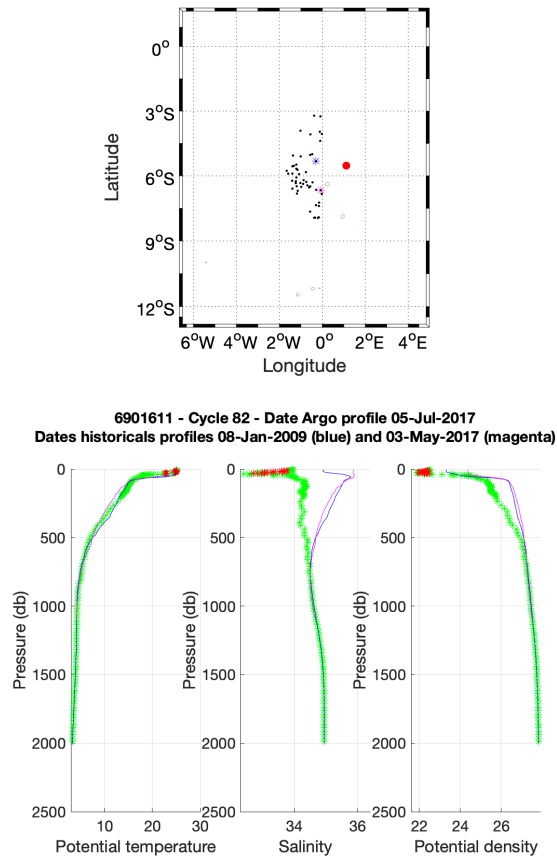 0°
3°S
6°S
9°S
12°S
Latitude
6°W 4°W 2°W 0° 2°E 4°E
Longitude
6901611 - Cycle 82 - Date Argo profile 05-Jul-2017
Dates historicals profiles 08-Jan-2009 (blue) and 03-May-2017 (magenta)
0
500
1000
1500
2000
2500
Pressure (db)
10 20 30
Potential temperature
0
500
1000
1500
2000
2500
Pressure (db)
34 36
Salinity
0
500
1000
1500
2000
2500
Pressure (db)
22 24 26
Potential density